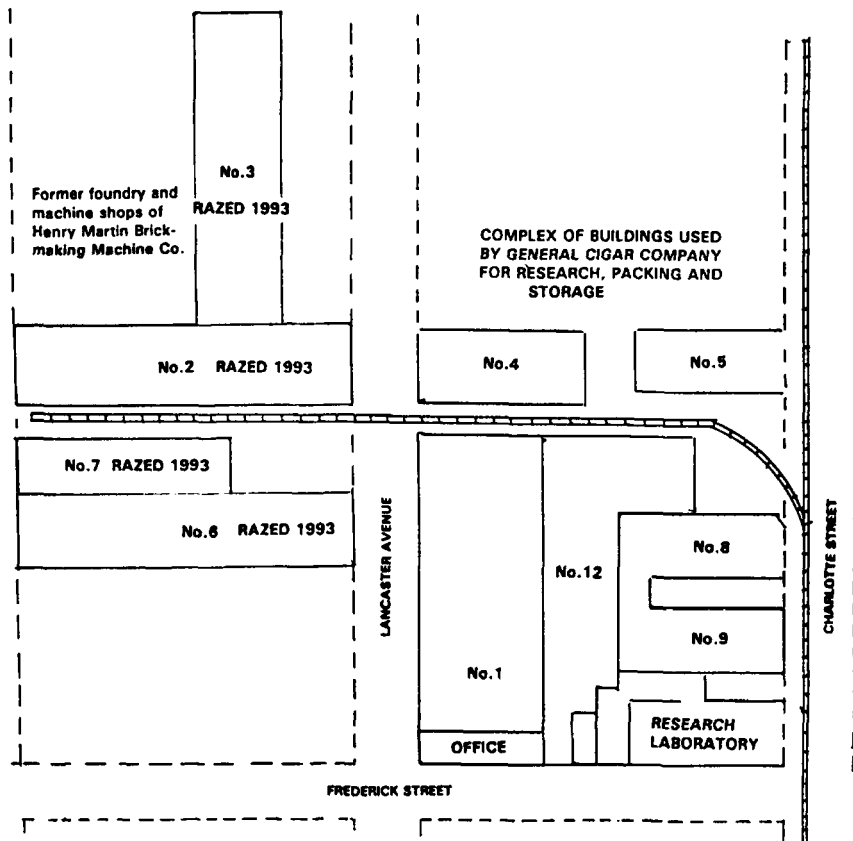 No.3
RAZED 1993
Former foundry and
machine shops of
Henry Martin Brick-
making Machine Co.
COMPLEX OF BUILDINGS USED
BY GENERAL CIGAR COMPANY
FOR RESEARCH, PACKING AND
STORAGE
No.2 RAZED 1993
No.4
No.5
No.7 RAZED 1993
No.6 RAZED 1993
LANCASTER AVENUE
No.8
No.12
CHARLOTTE STREET
No.9
No.1
OFFICE
RESEARCH
LABORATORY
FREDERICK STREET